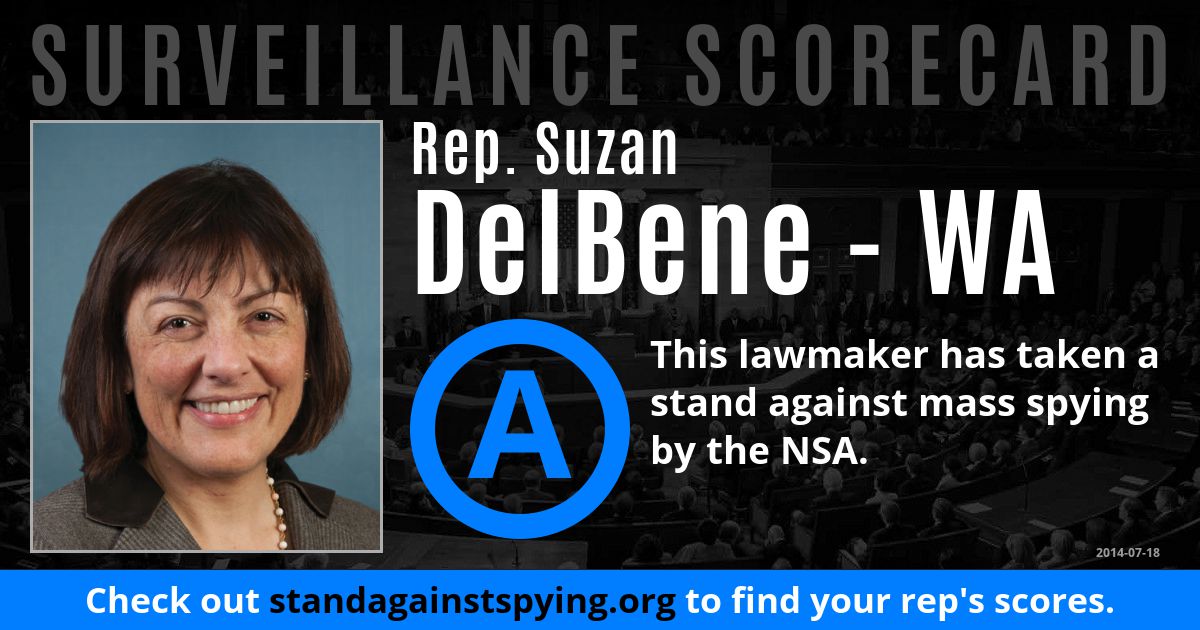 SURVEILLANCE SCORECARD
Rep. Suzan
DelBene - WA
A
This lawmaker has taken a
stand against mass spying
by the NSA.
2014-07-18
Check out standagainstspying.org to find your rep's scores.